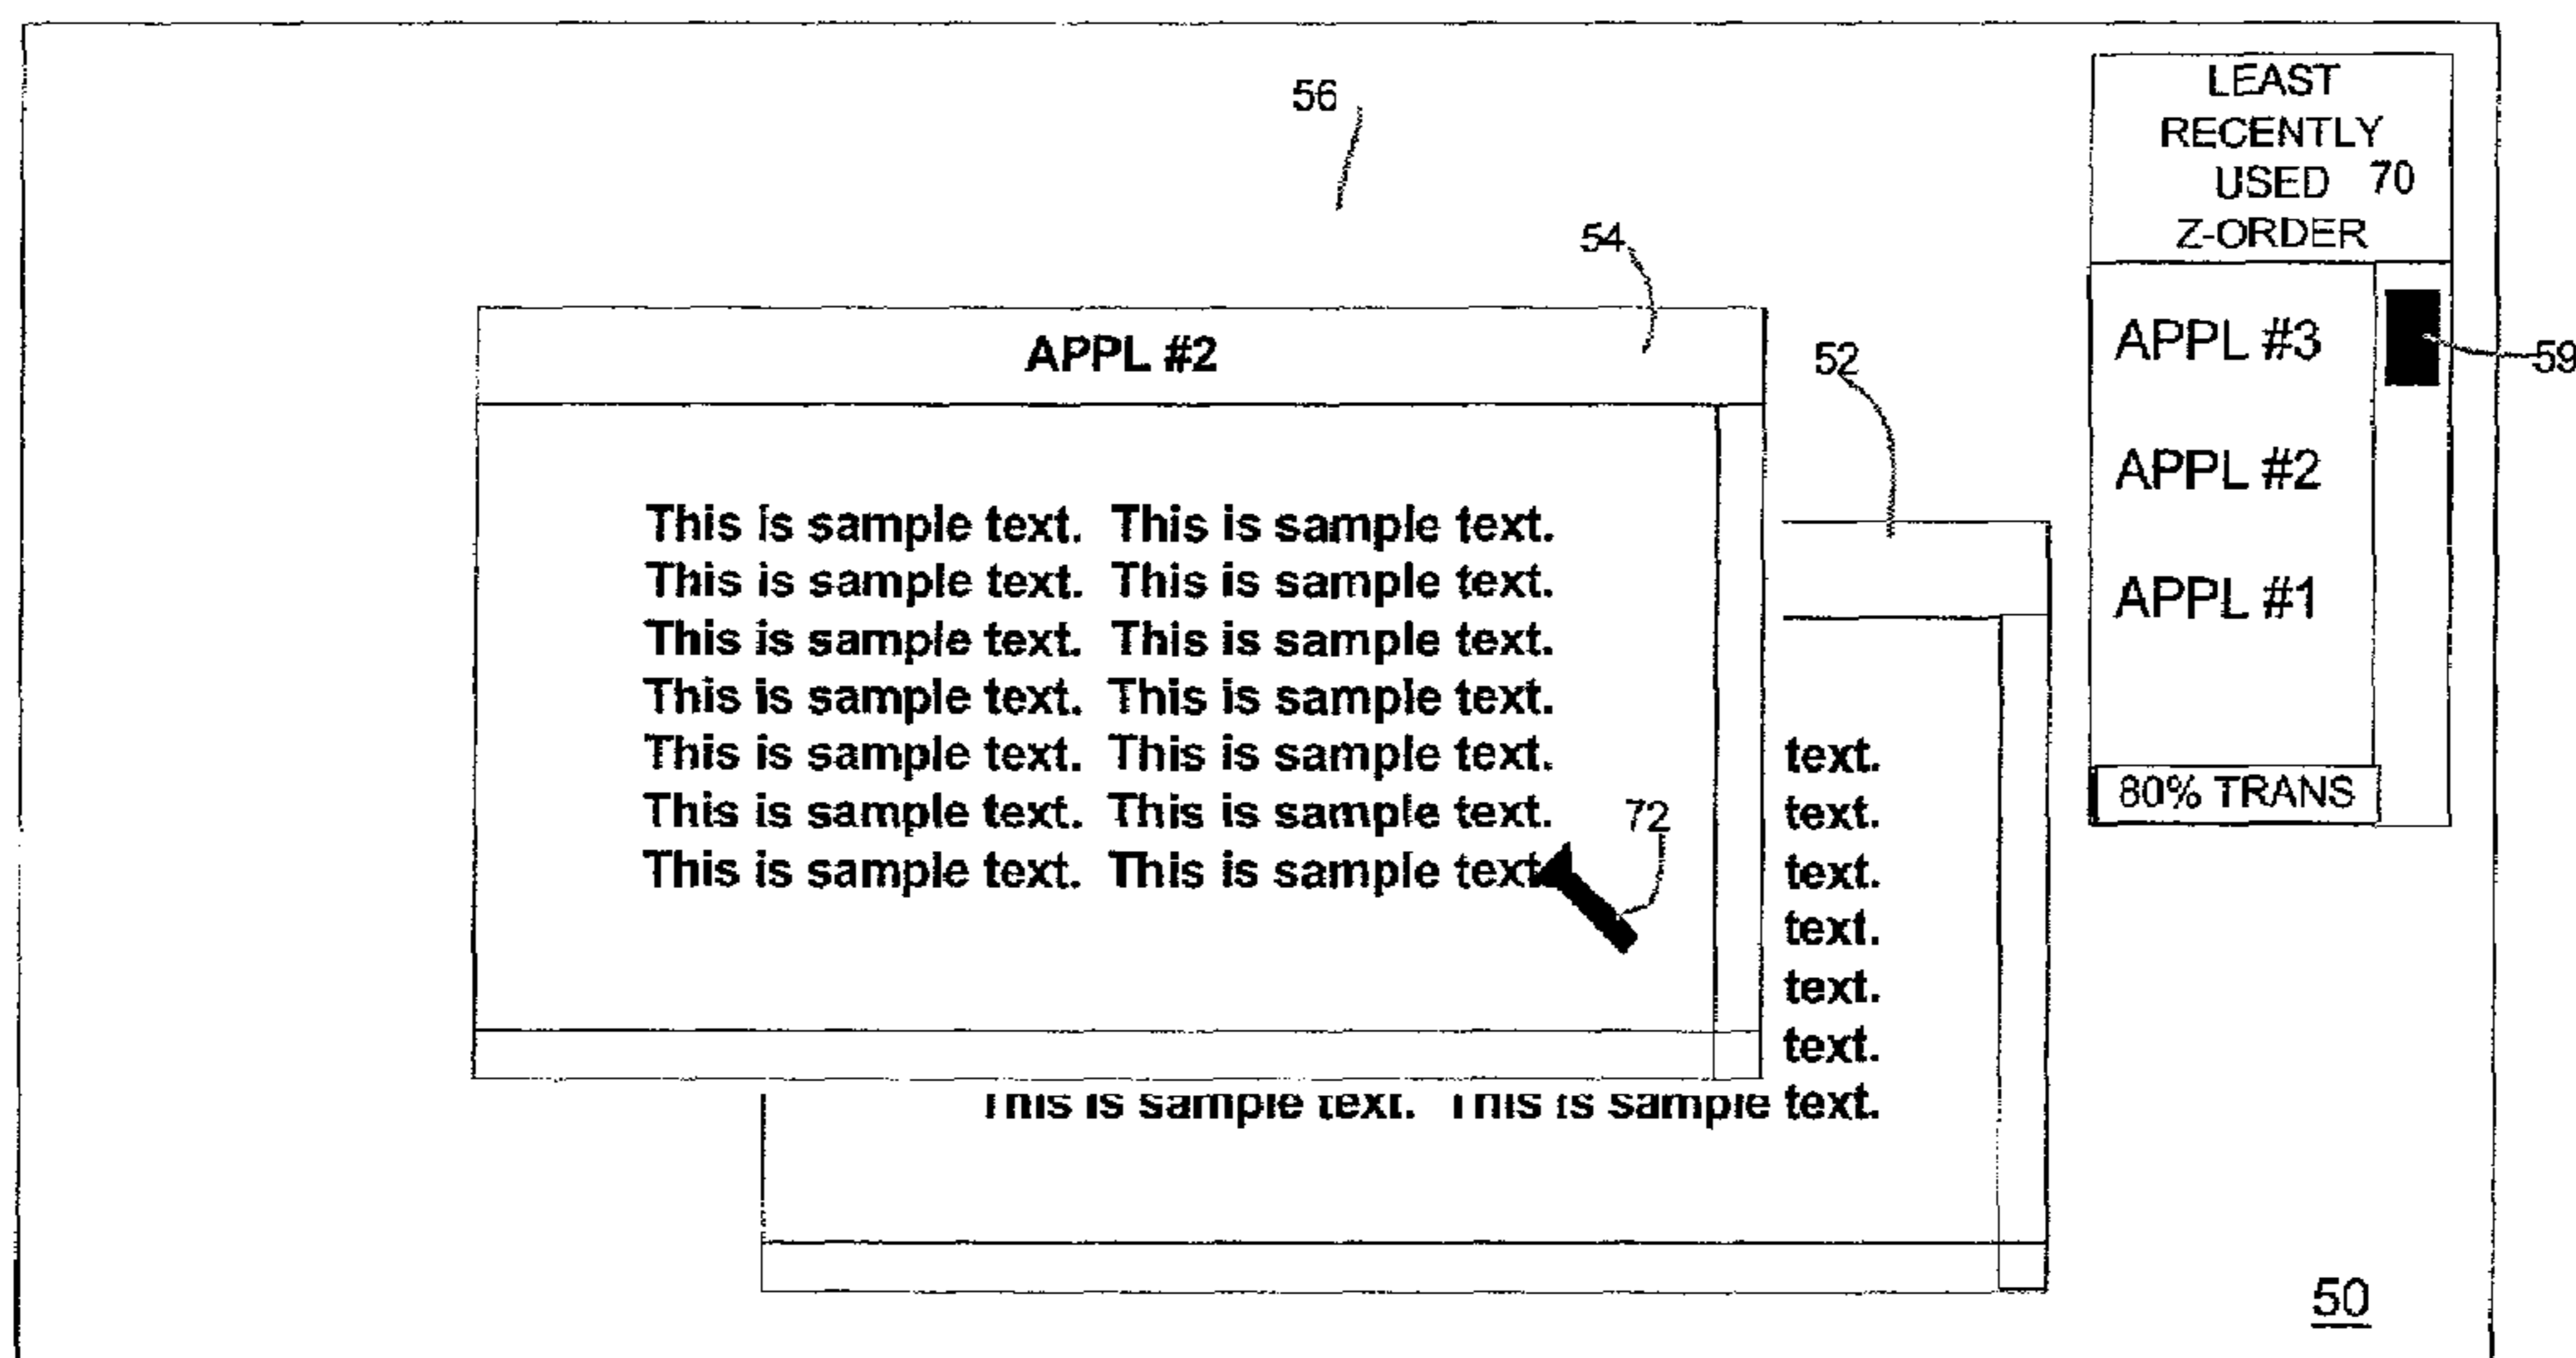 56
LEAST
RECENTLY
USED 70
Z-ORDER
54
APPL #2
52
APPL #3
59
APPL #2
APPL #1
80% TRANS
This is sample text. This is sample text.
This is sample text. This is sample text.
This is sample text. This is sample text.
This is sample text. This is sample text.
This is sample text. This is sample text.
This is sample text. This is sample text.
This is sample text. This is sample text
72
text.
text.
text.
text.
text.
text.
This is sample text. This is sample text.
50